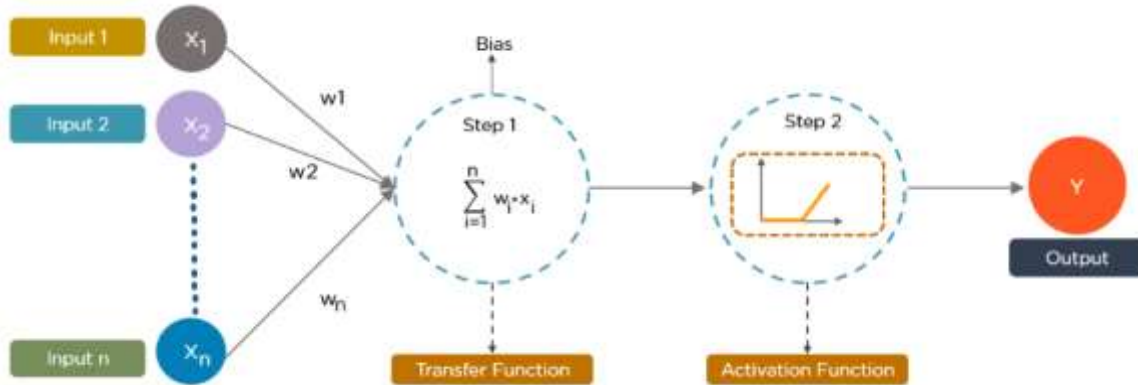 Input 1
X1
Input 2
X2
Input n
Xn
w1
w2
wn
Bias
Step 1
n
∑ wi*xi
i=1
Transfer Function
Step 2
Activation Function
Y
Output